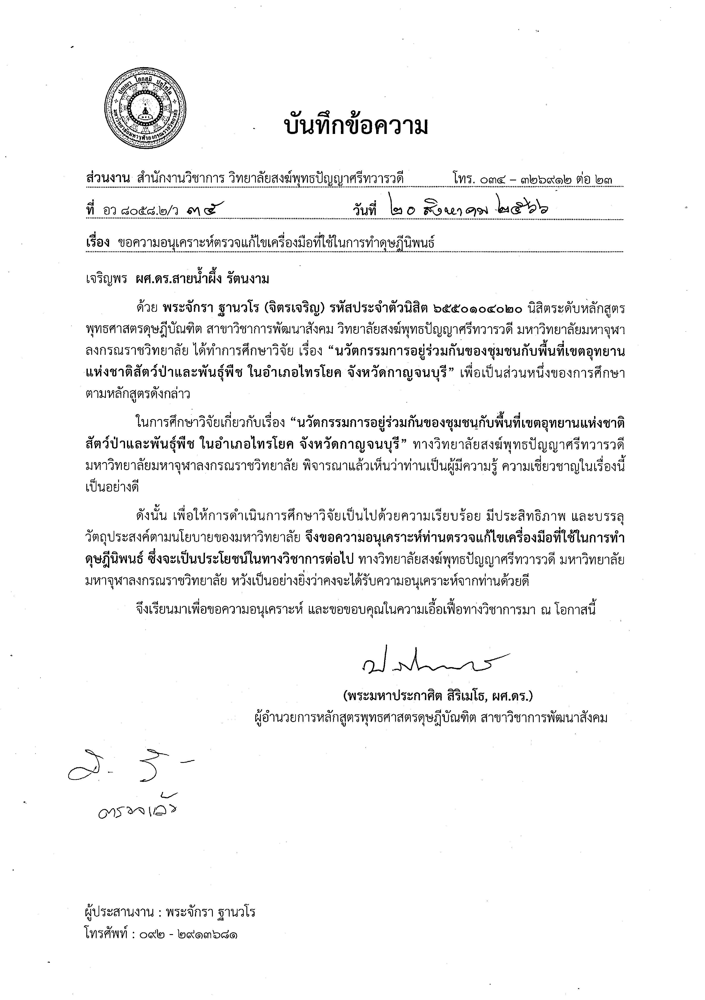 ปญฺญา โลกสฺมิ ปชฺโชโต
มหาวิทยาลัยมหาจุฬาลงกรณราชวิทยาลัย
บันทึกข้อความ
ส่วนงาน สำนักงานวิชาการ วิทยาลัยสงฆ์พุทธปัญญาศรีทวารวดี โทร. ๐๓๔ – ๓๒๖๙๑๒ ต่อ ๒๓
ที่ อว ๘๐๕๘.๒/ว ๓๕ วันที่ ๒๐ สิงหาคม ๒๕๖๖
เรื่อง ขอความอนุเคราะห์ตรวจแก้ไขเครื่องมือที่ใช้ในการทำดุษฎีนิพนธ์
เจริญพร ผศ.ดร.สายน้ำผึ้ง รัตนงาม
ด้วย พระจักรา ฐานวโร (จิตรเจริญ) รหัสประจำตัวนิสิต ๖๕๕๐๑๐๔๐๒๐ นิสิตระดับหลักสูตร
พุทธศาสตรดุษฎีบัณฑิต สาขาวิชาการพัฒนาสังคม วิทยาลัยสงฆ์พุทธปัญญาศรีทวาราดี มหาวิทยาลัยมหาจุฬา
ลงกรณราชวิทยาลัย ได้ทำการศึกษาวิจัย เรื่อง “นวัตกรรมการอยู่ร่วมกันของชุมชนกับพื้นที่เขตอุทยาน
แห่งชาติสัตว์ป่าและพันธุ์พืช ในอำเภอไทรโยค จังหวัดกาญจนบุรี” เพื่อเป็นส่วนหนึ่งของการศึกษา
ตามหลักสูตรดังกล่าว
ในการศึกษาวิจัยเกี่ยวกับเรื่อง “นวัตกรรมการอยู่ร่วมกันของชุมชนกับพื้นที่เขตอุทยานแห่งชาติ
สัตว์ป่าและพันธุ์พืช ในอำเภอไทรโยค จังหวัดกาญจนบุรี” ทางวิทยาลัยสงฆ์พุทธปัญญาศรีทวารวดี
มหาวิทยาลัยมหาจุฬาลงกรณราชวิทยาลัย พิจารณาแล้วเห็นว่าท่านเป็นผู้มีความรู้ ความเชี่ยวชาญในเรื่องนี้
เป็นอย่างดี
ดังนั้น เพื่อให้การดำเนินการศึกษาวิจัยเป็นไปด้วยความเรียบร้อย มีประสิทธิภาพ และบรรลุ
วัตถุประสงค์ตามนโยบายของมหาวิทยาลัย จึงขอความอนุเคราะห์ท่านตรวจแก้ไขเครื่องมือที่ใช้ในการทำ
ดุษฎีนิพนธ์ ซึ่งจะเป็นประโยชน์ในทางวิชาการต่อไป ทางวิทยาลัยสงฆ์พุทธปัญญาศรีทวารวดี มหาวิทยาลัย
มหาจุฬาลงกรณราชวิทยาลัย หวังเป็นอย่างยิ่งว่าคงจะได้รับความอนุเคราะห์จากท่านด้วยดี
จึงเรียนมาเพื่อขอความอนุเคราะห์ และขอขอบคุณในความเอื้อเฟื้อทางวิชาการมา ณ โอกาสนี้
(พระมหาประกาศิต สิริเมโธ, ผศ.ดร.)
ผู้อำนวยการหลักสูตรพุทธศาสตรดุษฎีบัณฑิต สาขาวิชาการพัฒนาสังคม
ตรวจแล้ว
ผู้ประสานงาน : พระจักรา ฐานวโร
โทรศัพท์ : ๐๙๒ - ๒๙๑๓๖๘๑